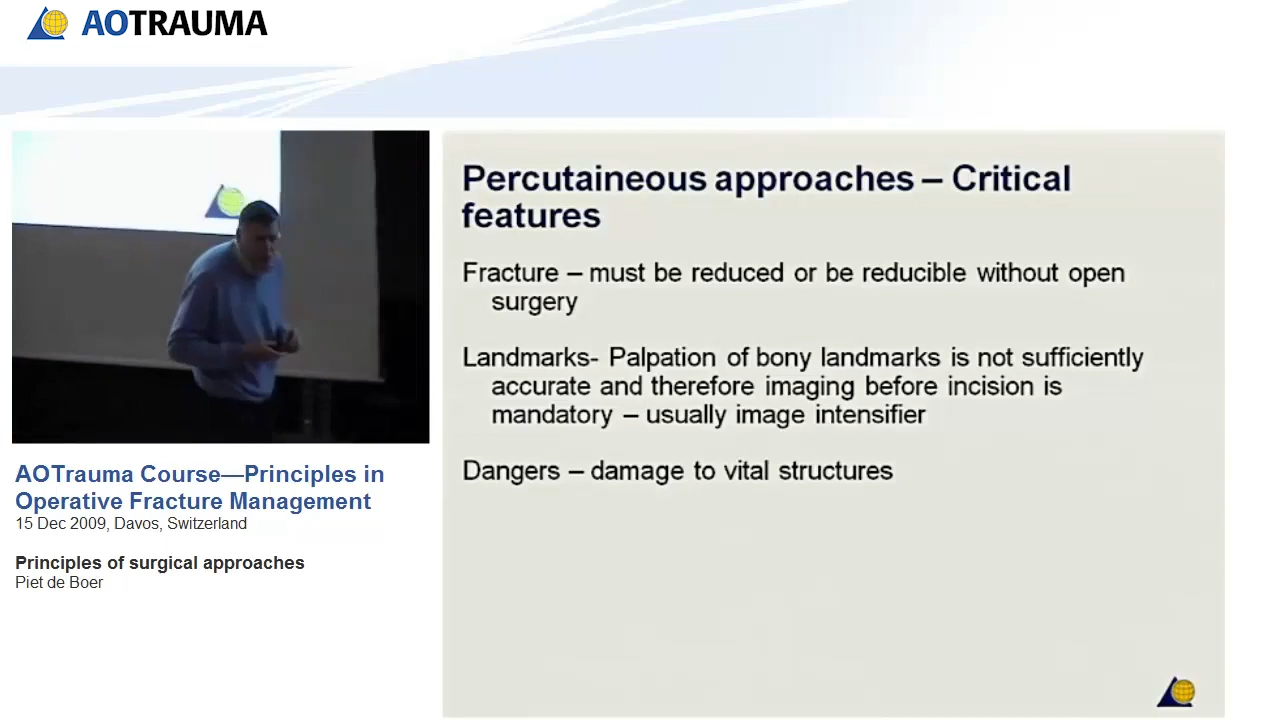 AOTRAUMA
Percutaineous approaches – Critical
features
Fracture – must be reduced or be reducible without open
surgery
Landmarks- Palpation of bony landmarks is not sufficiently
accurate and therefore imaging before incision is
mandatory – usually image intensifier
Dangers – damage to vital structures
AOTrauma Course—Principles in
Operative Fracture Management
15 Dec 2009, Davos, Switzerland
Principles of surgical approaches
Piet de Boer